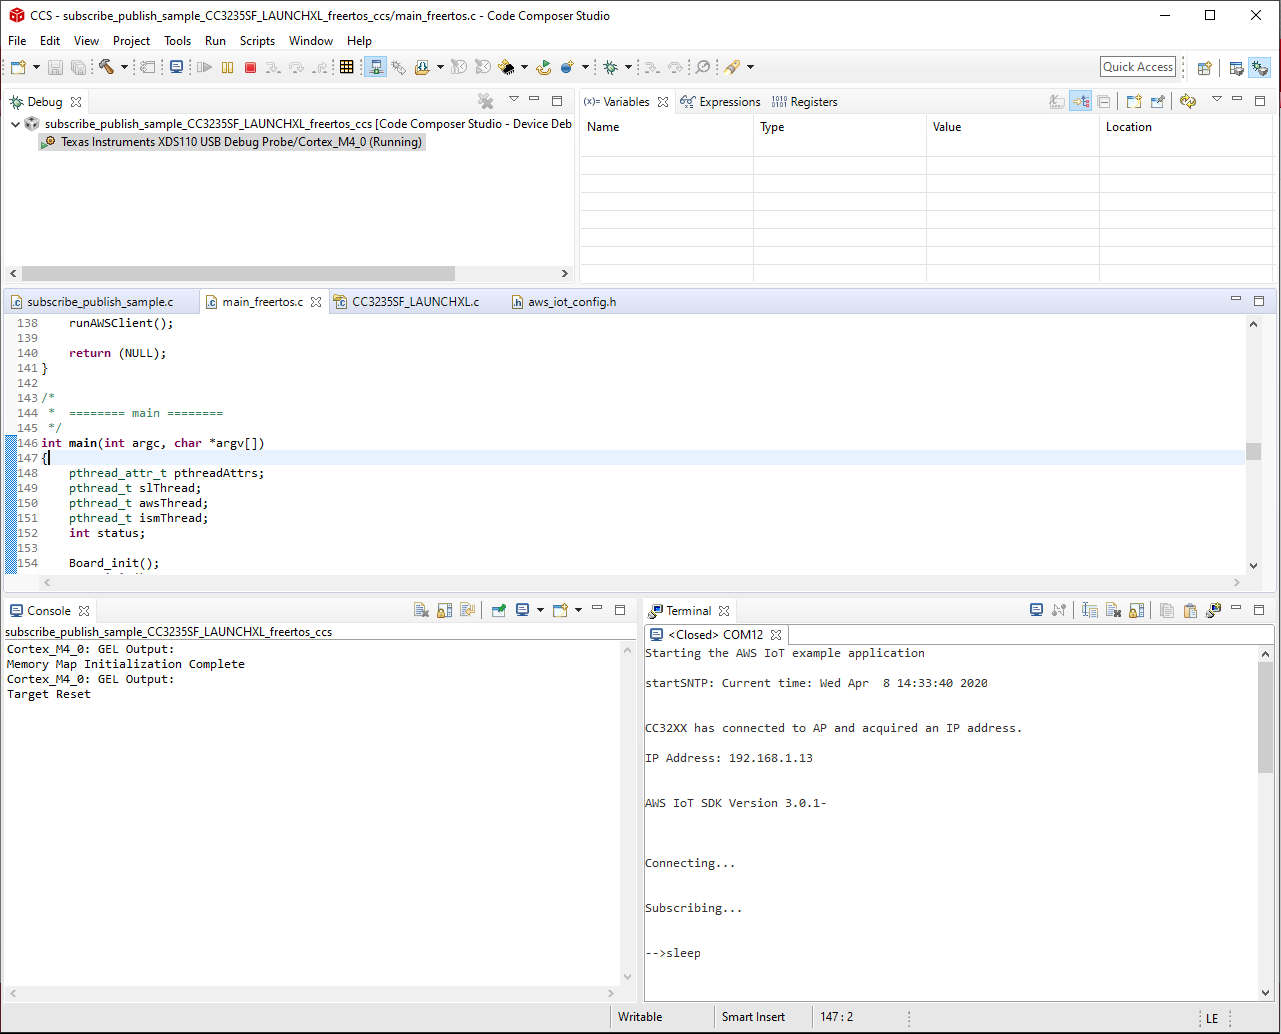 CCS - subscribe_publish_sample_CC3235SF_LAUNCHXL_freertos_ccs/main_freertos.c - Code Composer Studio
File Edit View Project Tools Run Scripts Window Help
Quick Access
Debug
subscribe_publish_sample_CC3235SF_LAUNCHXL_freertos_ccs [Code Composer Studio - Device Deb
Texas Instruments XDS110 USB Debug Probe/Cortex_M4_0 (Running)
(x)= Variables Expressions 1010 0101 Registers
Name Type Value Location
subscribe_publish_sample.c main_freertos.c CC3235SF_LAUNCHXL.c aws_iot_config.h
138 runAWSClient();
139
140 return (NULL);
141 }
142
143 /*
144 * ======== main ========
145 */
146 int main(int argc, char *argv[])
147 {
148 pthread_attr_t pthreadAttrs;
149 pthread_t slThread;
150 pthread_t awsThread;
151 pthread_t ismThread;
152 int status;
153
154 Board_init();
Console
subscribe_publish_sample_CC3235SF_LAUNCHXL_freertos_ccs
Cortex_M4_0: GEL Output:
Memory Map Initialization Complete
Cortex_M4_0: GEL Output:
Target Reset
Terminal
<Closed> COM12
Starting the AWS IoT example application
startSNTP: Current time: Wed Apr  8 14:33:40 2020
CC32XX has connected to AP and acquired an IP address.
IP Address: 192.168.1.13
AWS IoT SDK Version 3.0.1-
Connecting...
Subscribing...
-->sleep
Writable Smart Insert 147 : 2 LE